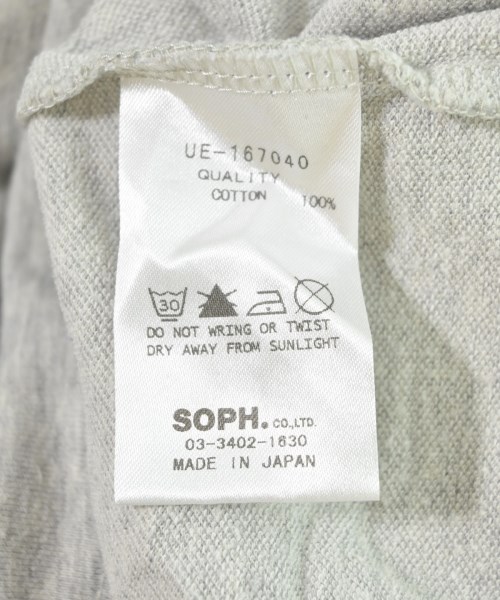 UE-167040
QUALITY
COTTON 100%
30
DO NOT WRING OR TWIST
DRY AWAY FROM SUNLIGHT
SOPH. CO.,LTD.
03-3402-1630
MADE IN JAPAN